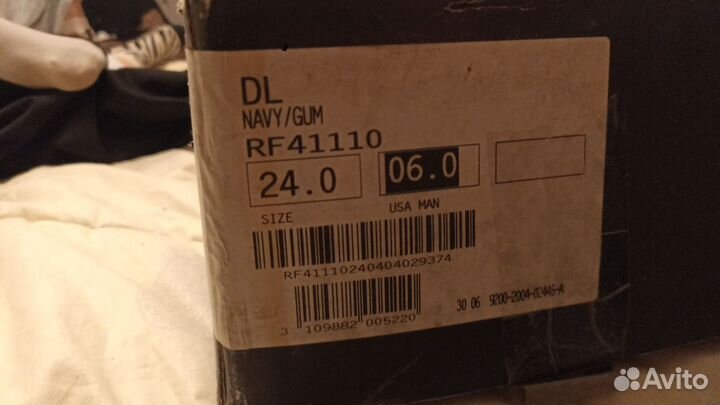 DL
NAVY/GUM
RF41110
24.0 06.0
SIZE USA MAN
RF41110240404029374
3 109882 005220
30 06 9200-2004-02446-A
Avito